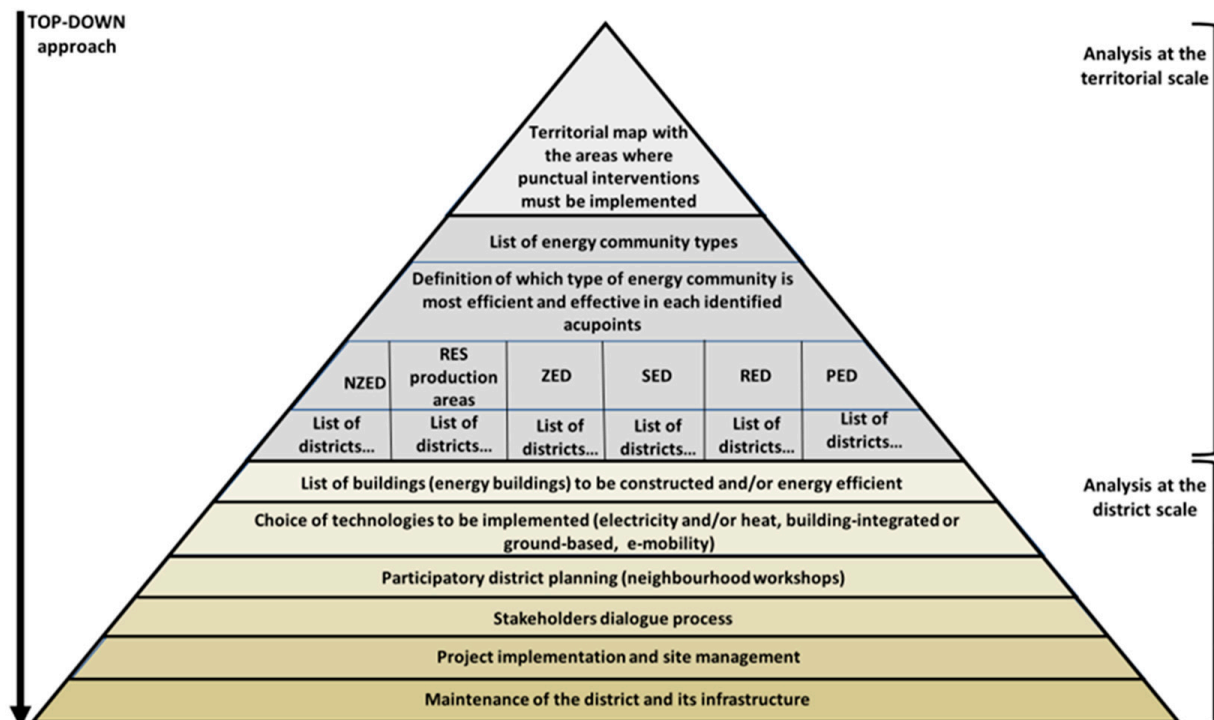 TOP-DOWN
approach
Analysis at the
territorial scale
Territorial map with
the areas where
punctual interventions
must be implemented
List of energy community types
Definition of which type of energy community is
most efficient and effective in each identified
acupoints
NZED
RES
production
areas
ZED
SED
RED
PED
List of
districts...
List of
districts...
List of
districts...
List of
districts...
List of
districts...
List of
districts...
List of buildings (energy buildings) to be constructed and/or energy efficient
Analysis at the
district scale
Choice of technologies to be implemented (electricity and/or heat, building-integrated or
ground-based, e-mobility)
Participatory district planning (neighbourhood workshops)
Stakeholders dialogue process
Project implementation and site management
Maintenance of the district and its infrastructure